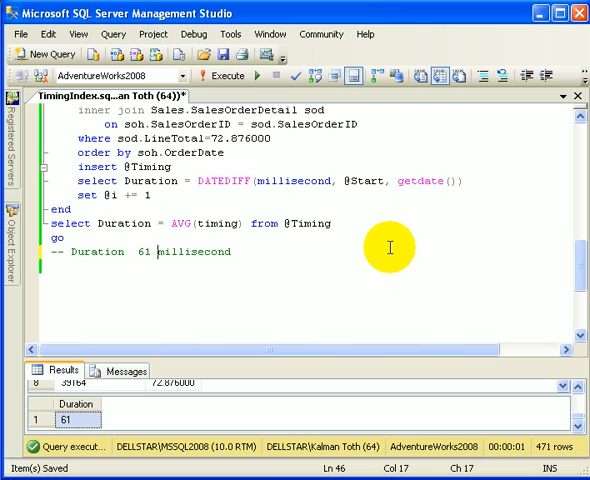 Microsoft SQL Server Management Studio
File Edit View Query Project Debug Tools Window Community Help
New Query
AdventureWorks2008 Execute
TimingIndex.sq...an Toth (64))*
Registered Servers
Object Explorer
inner join Sales.SalesOrderDetail sod
on soh.SalesOrderID = sod.SalesOrderID
where sod.LineTotal=72.876000
order by soh.OrderDate
insert @Timing
select Duration = DATEDIFF(millisecond, @Start, getdate())
set @i += 1
end
select Duration = AVG(timing) from @Timing
go
-- Duration 61 millisecond
Results Messages
8 39164 72.876000
Duration
1 61
Query execut... DELLSTAR\MSSQL2008 (10.0 RTM) DELLSTAR\Kalman Toth (64) AdventureWorks2008 00:00:01 471 rows
Item(s) Saved Ln 46 Col 17 Ch 17 INS